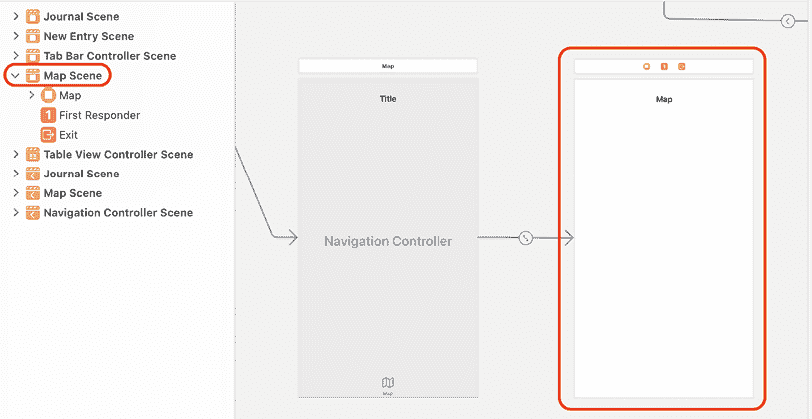 Journal Scene
New Entry Scene
Tab Bar Controller Scene
Map Scene
Map
First Responder
Exit
Table View Controller Scene
Journal Scene
Map Scene
Navigation Controller Scene
Map
Title
Navigation Controller
Map
Map